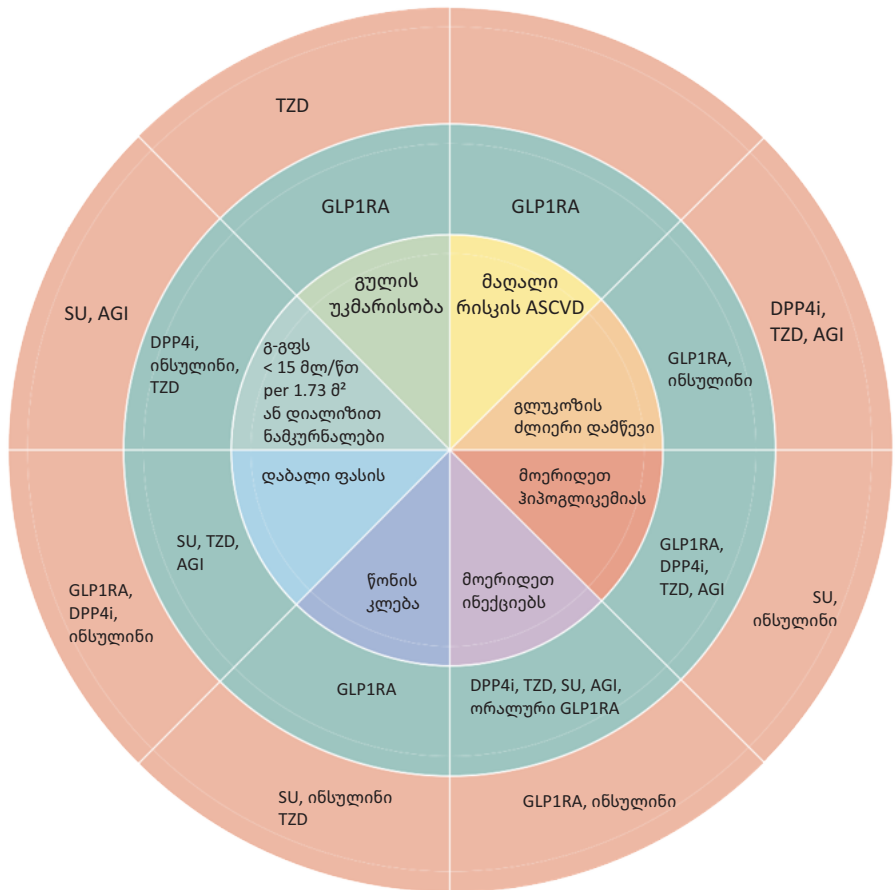 TZD
GLP1RA
GLP1RA
გულის
უკმარისობა
მაღალი
რისკის ASCVD
SU, AGI
DPP4i,
ინსულინი,
TZD
გ-გფს
< 15 მლ/წთ
per 1.73 მ²
ან დიალიზით
ნამკურნალები
გლუკოზის
ძლიერი დამწევი
GLP1RA,
ინსულინი
DPP4i,
TZD, AGI
დაბალი ფასის
მოერიდეთ
ჰიპოგლიკემიას
SU, TZD,
AGI
GLP1RA,
DPP4i,
TZD, AGI
GLP1RA,
DPP4i,
ინსულინი
SU,
ინსულინი
წონის
კლება
მოერიდეთ
ინექციებს
GLP1RA
DPP4i, TZD, SU, AGI,
ორალური GLP1RA
SU, ინსულინი
TZD
GLP1RA, ინსულინი